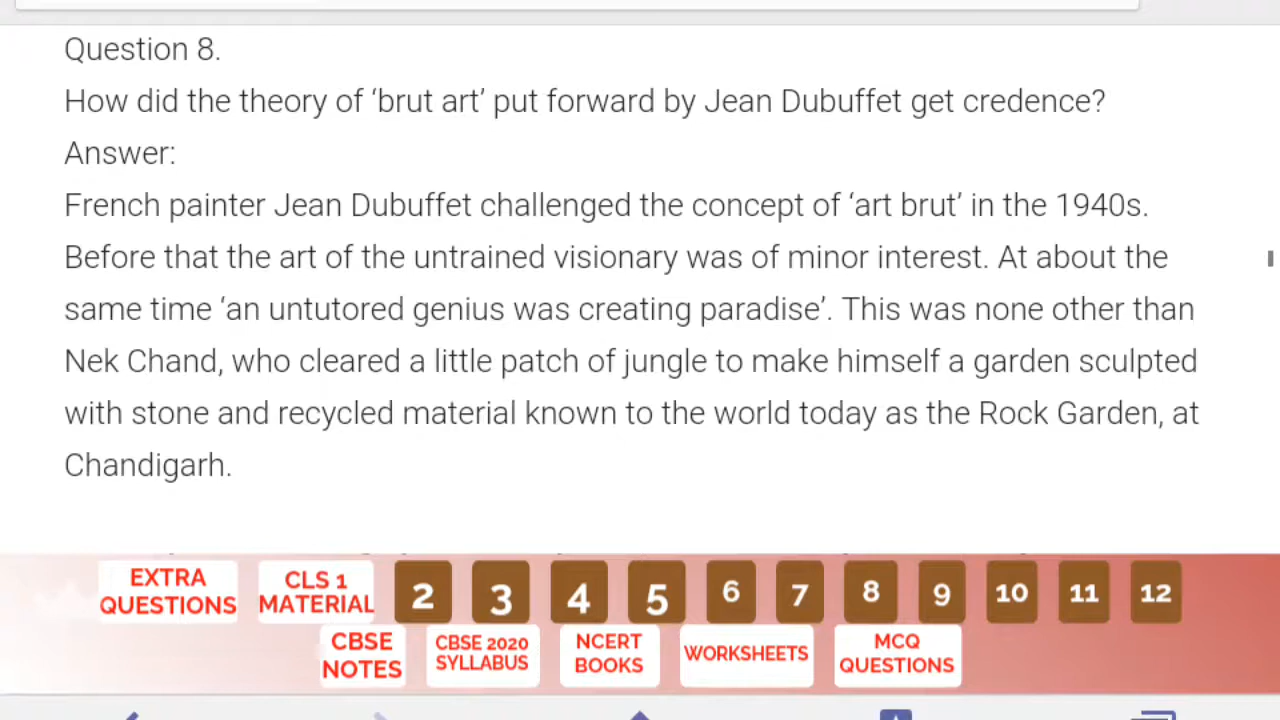 Question 8.
How did the theory of ‘brut art’ put forward by Jean Dubuffet get credence?
Answer:
French painter Jean Dubuffet challenged the concept of ‘art brut’ in the 1940s.
Before that the art of the untrained visionary was of minor interest. At about the
same time ‘an untutored genius was creating paradise’. This was none other than
Nek Chand, who cleared a little patch of jungle to make himself a garden sculpted
with stone and recycled material known to the world today as the Rock Garden, at
Chandigarh.
EXTRA QUESTIONS
CLS 1 MATERIAL
2 3 4 5 6 7 8 9 10 11 12
CBSE NOTES
CBSE 2020 SYLLABUS
NCERT BOOKS
WORKSHEETS
MCQ QUESTIONS